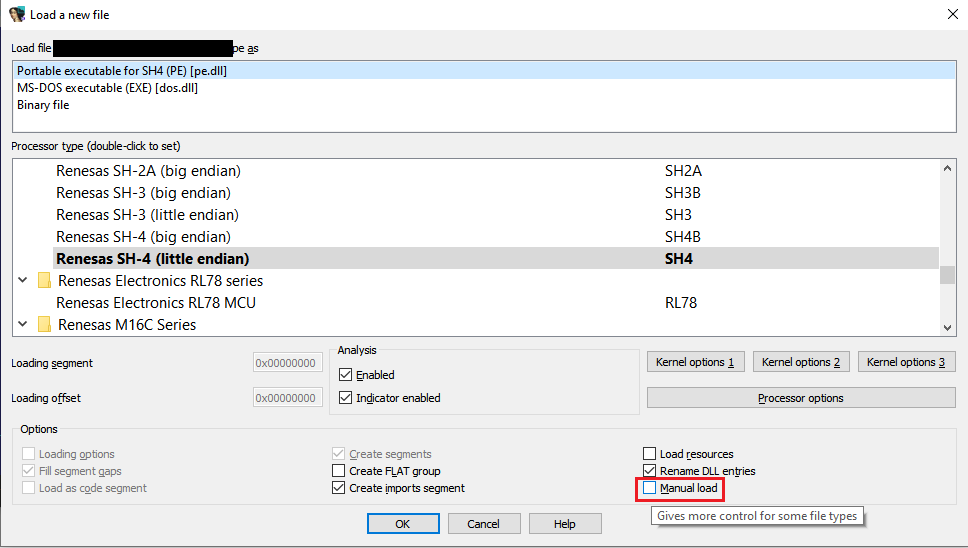 Load a new file
Load file pe as
Portable executable for SH4 (PE) [pe.dll]
MS-DOS executable (EXE) [dos.dll]
Binary file
Processor type (double-click to set)
Renesas SH-2A (big endian) SH2A
Renesas SH-3 (big endian) SH3B
Renesas SH-3 (little endian) SH3
Renesas SH-4 (big endian) SH4B
Renesas SH-4 (little endian) SH4
Renesas Electronics RL78 series
Renesas Electronics RL78 MCU RL78
Renesas M16C Series
Loading segment 0x00000000
Loading offset 0x00000000
Analysis
Enabled
Indicator enabled
Kernel options 1 Kernel options 2 Kernel options 3
Processor options
Options
Loading options Create segments Load resources
Fill segment gaps Create FLAT group Rename DLL entries
Load as code segment Create imports segment Manual load
Gives more control for some file types
OK Cancel Help